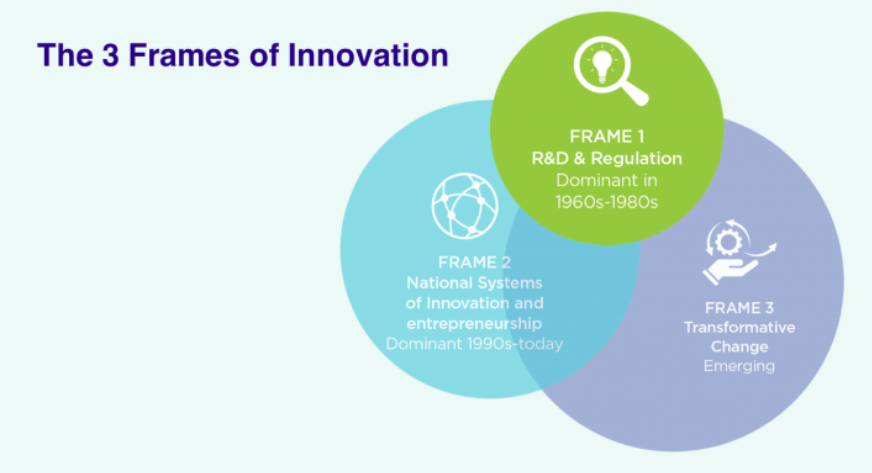 The 3 Frames of Innovation
FRAME 1
R&D & Regulation
Dominant in
1960s-1980s
FRAME 2
National Systems
of Innovation and
entrepreneurship
Dominant 1990s-today
FRAME 3
Transformative
Change
Emerging